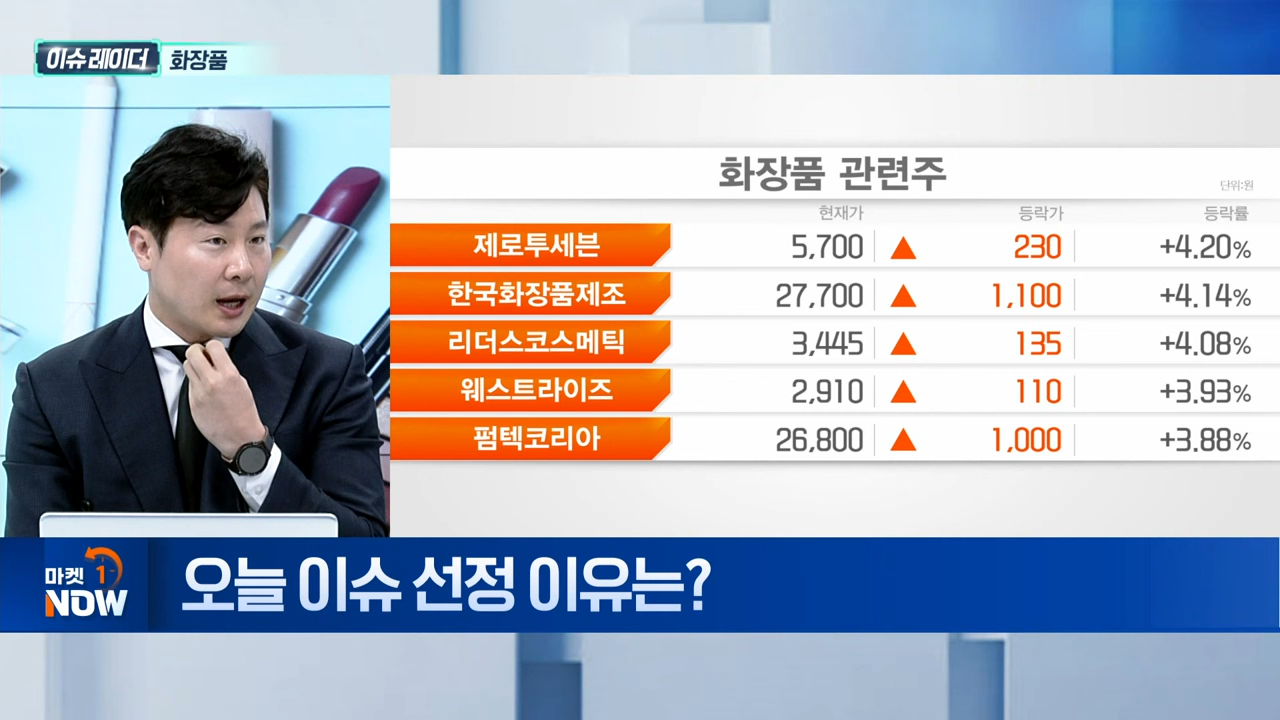 이슈 레이더 화장품
화장품 관련주
단위:원
현재가 등락가 등락률
제로투세븐 5,700 ▲ 230 +4.20%
한국화장품제조 27,700 ▲ 1,100 +4.14%
리더스코스메틱 3,445 ▲ 135 +4.08%
웨스트라이즈 2,910 ▲ 110 +3.93%
펌텍코리아 26,800 ▲ 1,000 +3.88%
마켓 1
NOW
오늘 이슈 선정 이유는?